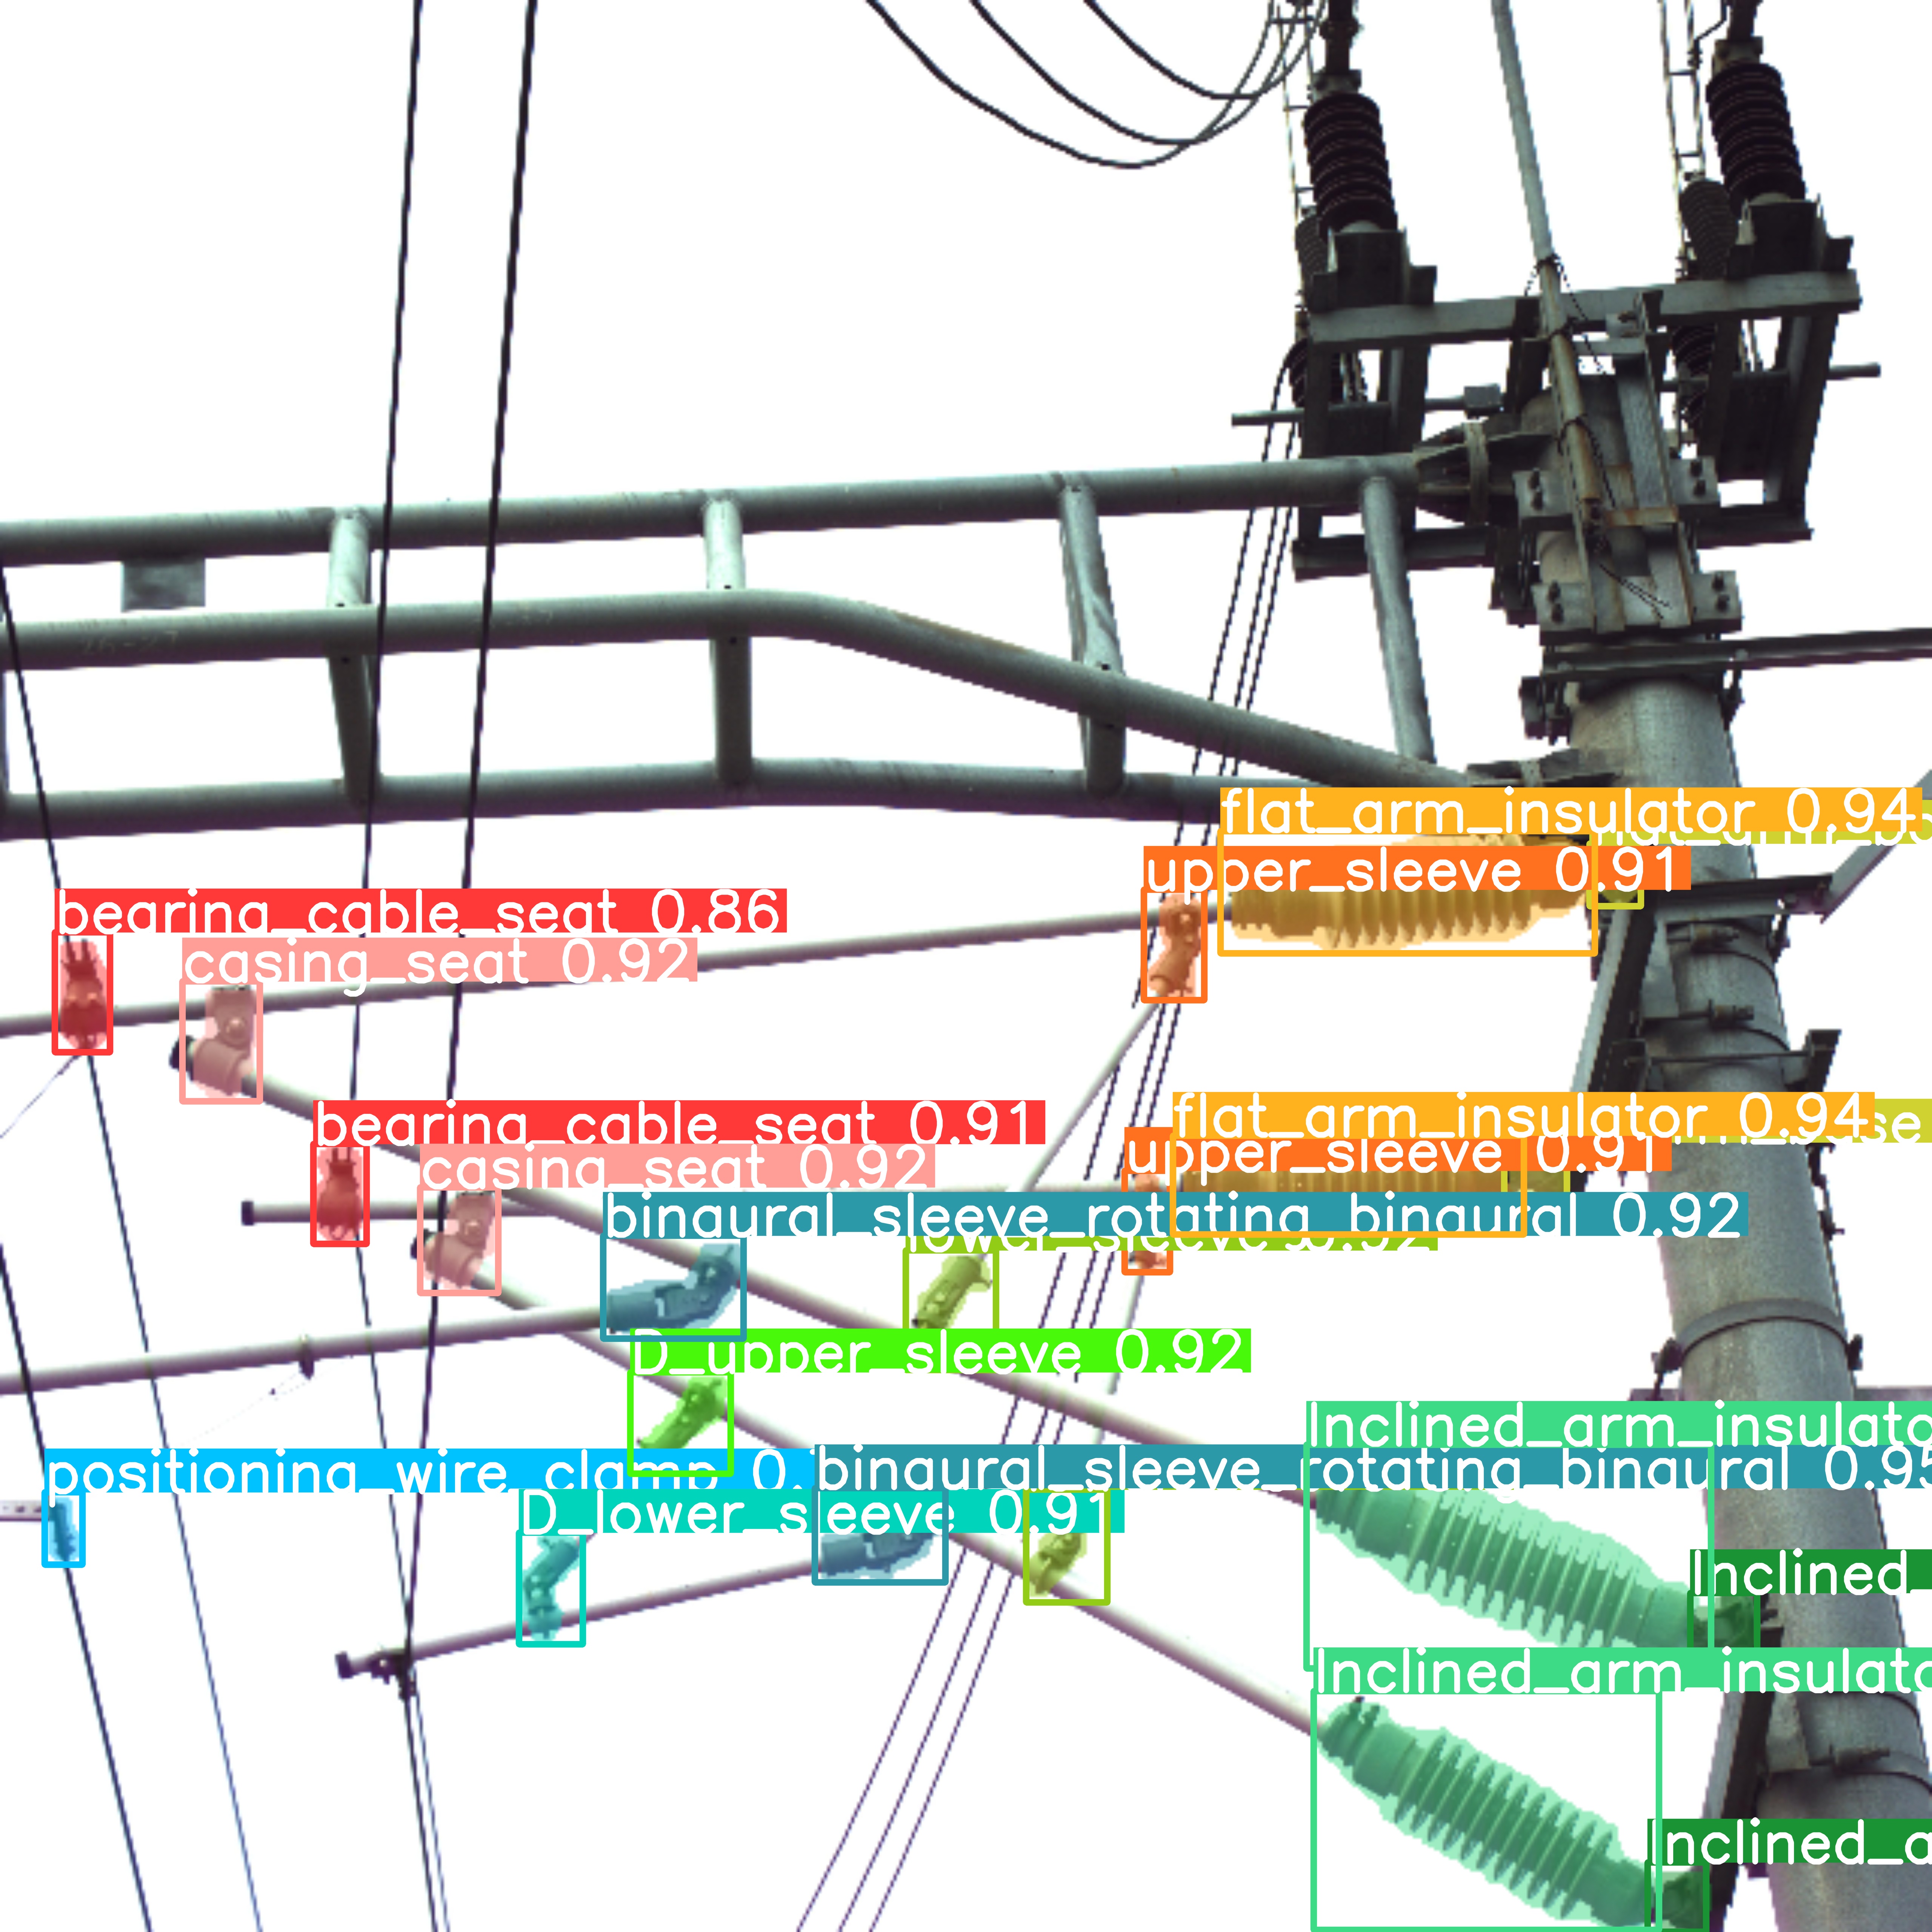 flat_arm_insulator 0.94
upper_sleeve 0.91
bearing_cable_seat 0.86
casing_seat 0.92
bearing_cable_seat 0.91
flat_arm_insulator 0.94
upper_sleeve 0.91
casing_seat 0.92
binaural_sleeve_rotating_binaural 0.92
D_upper_sleeve 0.92
Inclined_arm_insulato
positioning_wire_clamp 0.
binaural_sleeve_rotating_binaural 0.95
D_lower_sleeve 0.91
Inclined_
Inclined_arm_insulato
Inclined_a